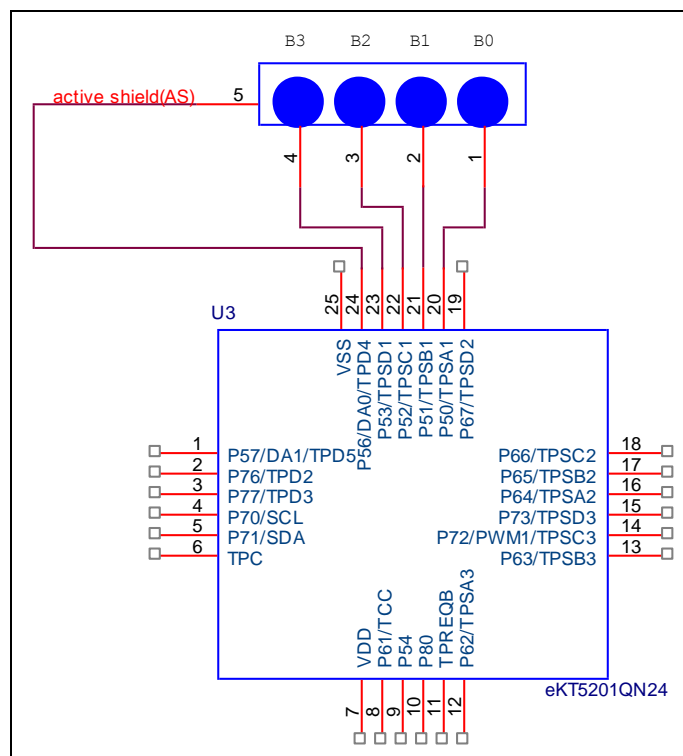 B3 B2 B1 B0
active shield(AS) 5
4 3 2 1
U3
25 24 23 22 21 20 19
VSS
P56/DA0/TPD4
P53/TPSD1
P52/TPSC1
P51/TPSB1
P50/TPSA1
P67/TPSD2
1 P57/DA1/TPD5
2 P76/TPD2
3 P77/TPD3
4 P70/SCL
5 P71/SDA
6 TPC
P66/TPSC2 18
P65/TPSB2 17
P64/TPSA2 16
P73/TPSD3 15
P72/PWM1/TPSC3 14
P63/TPSB3 13
VDD
P61/TCC
P54
P80
TPREQB
P62/TPSA3
7 8 9 10 11 12
eKT5201QN24